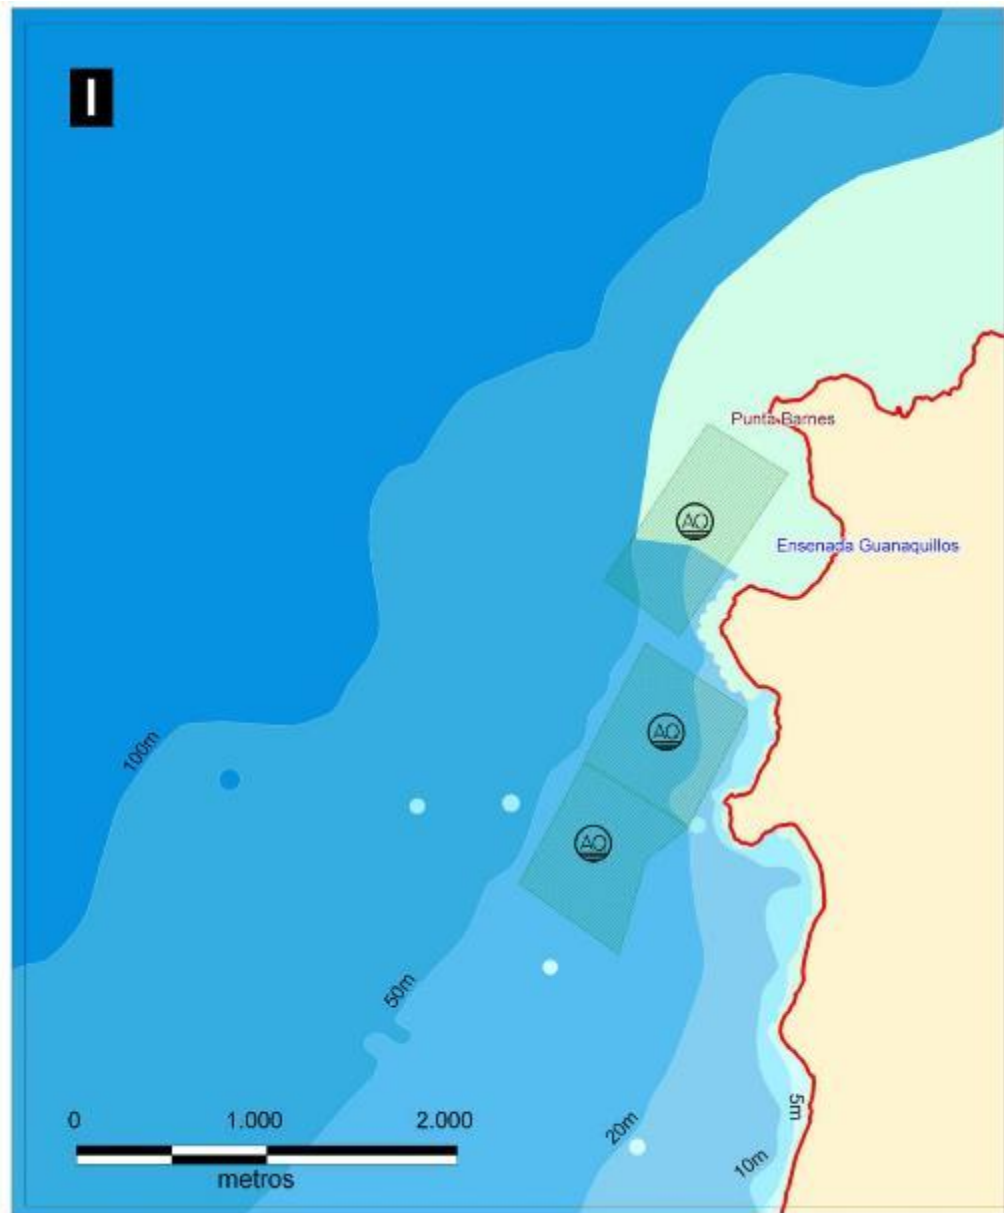 I
Punta Barnes
AQ
Ensenada Guanaquillos
AQ
100m
AQ
50m
0 1.000 2.000
5m
20m
10m
metros